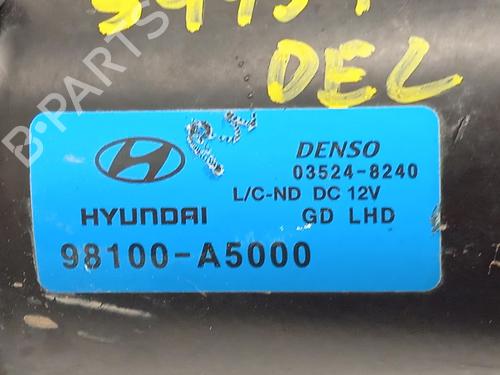 DEL
B-PARTS
DENSO
03524-8240
L/C-ND DC 12V
HYUNDAI
GD LHD
98100-A5000